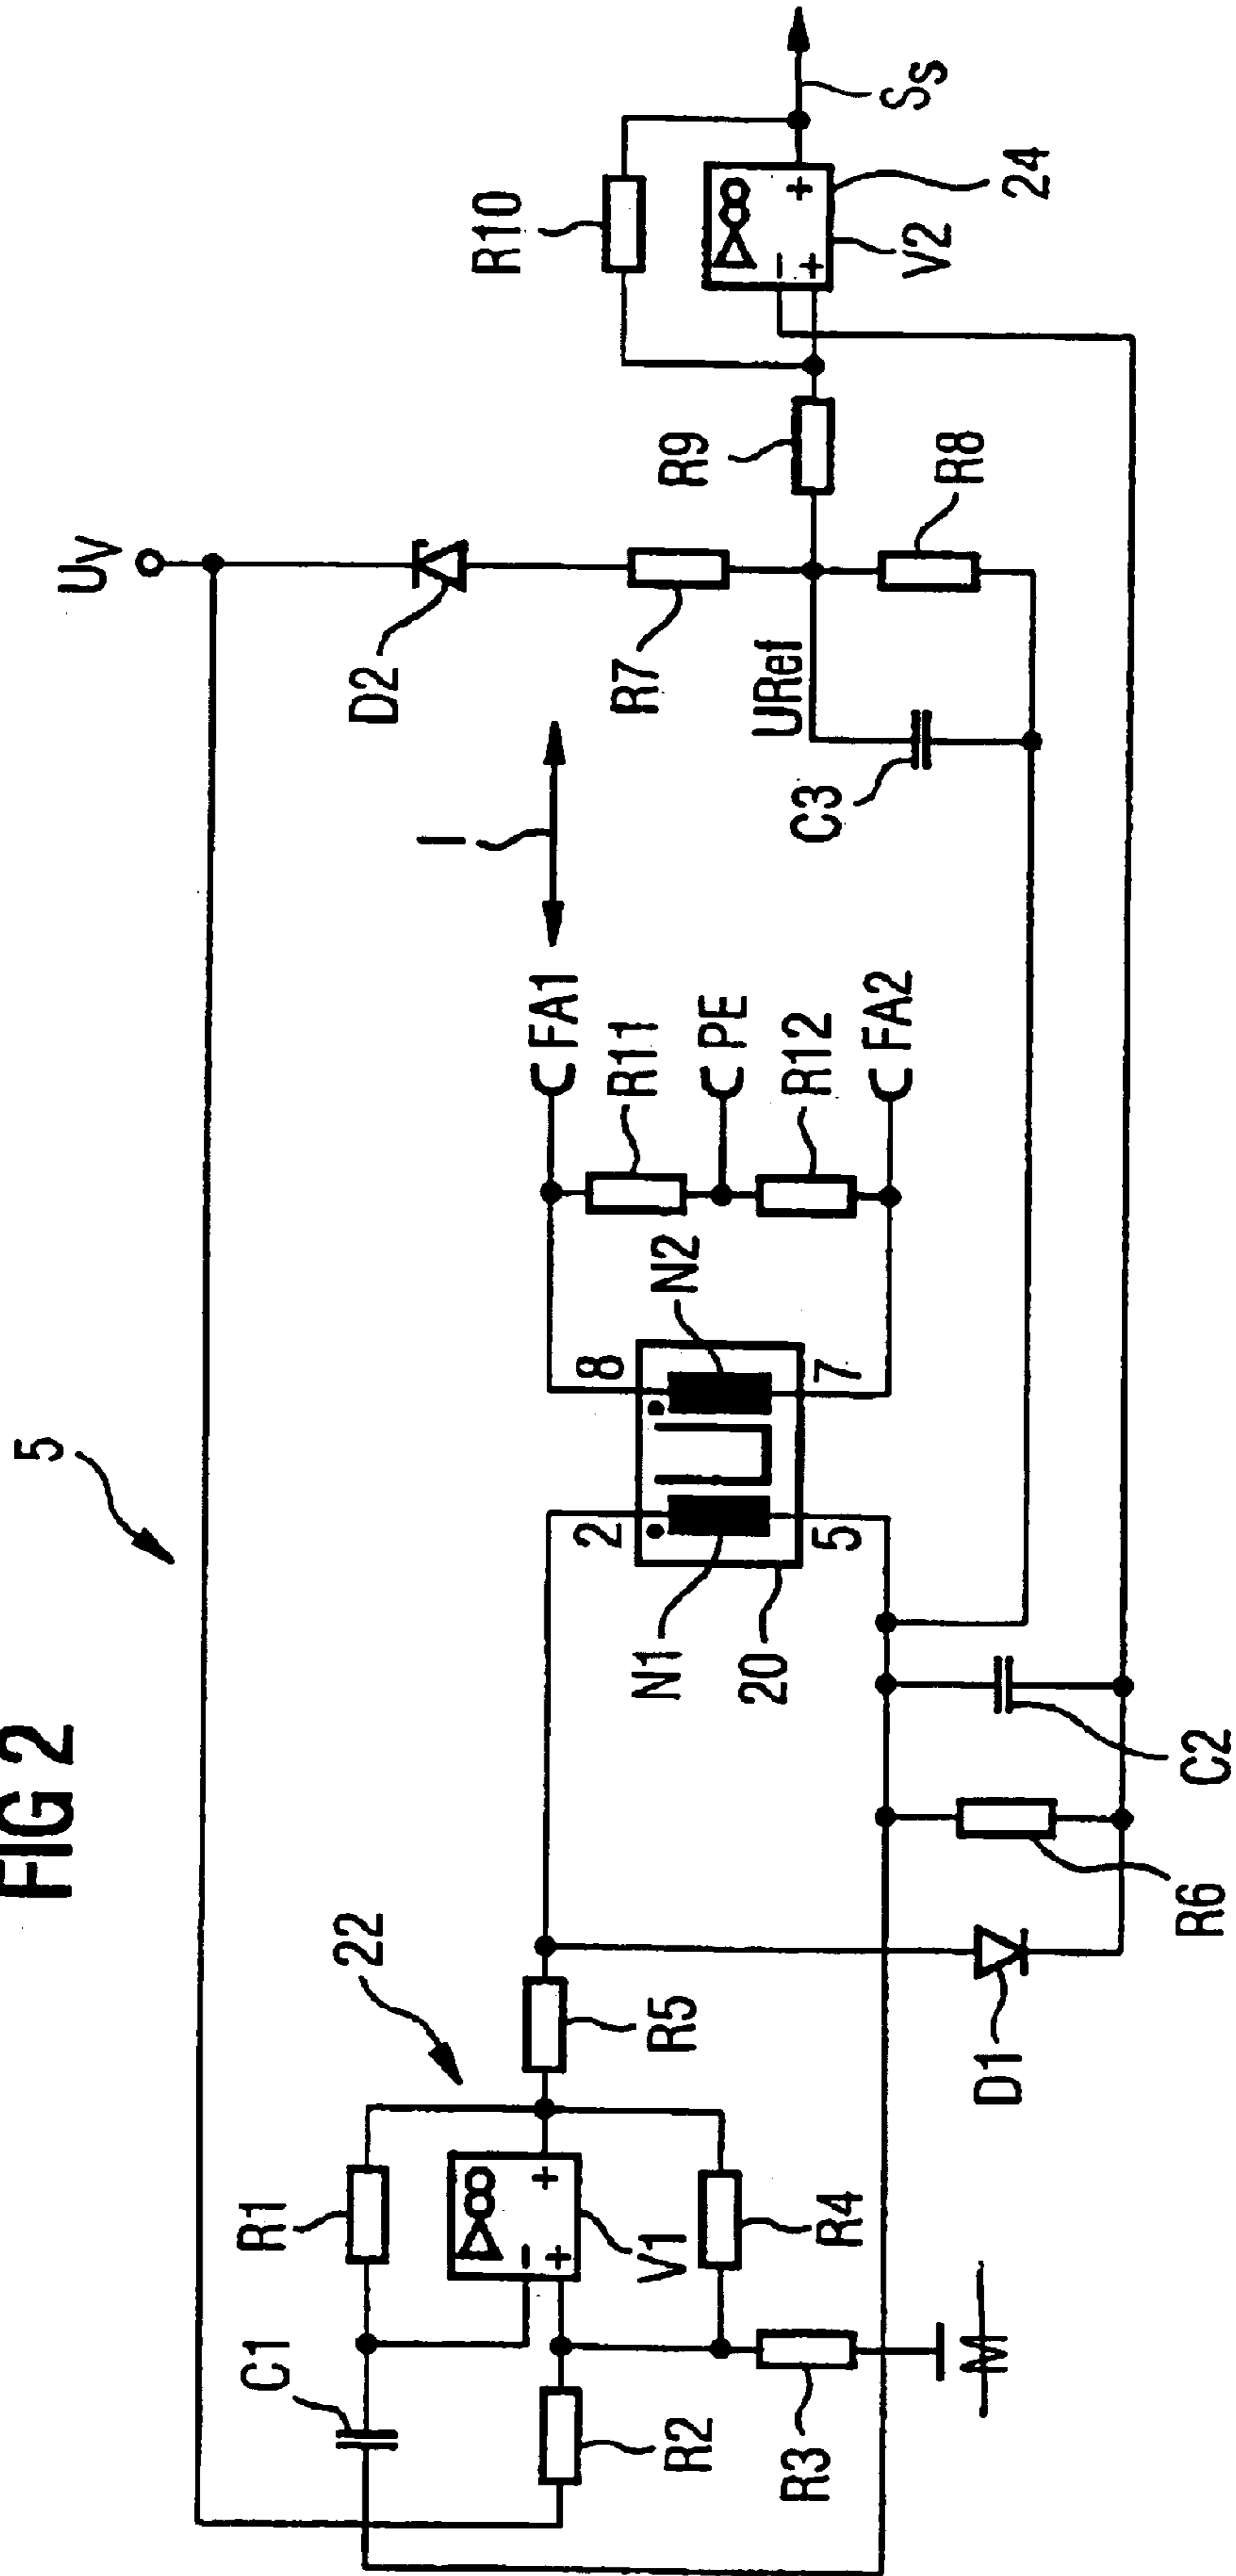 FIG 2
5
UV
22
R1
C1
V1
R2
R4
R3
M
R5
D1
R6
C2
N1
20
2
5
8
7
N2
FA1
R11
PE
R12
FA2
I
D2
R7
URef
C3
R8
R9
R10
V2
24
SS
- + +
- + +